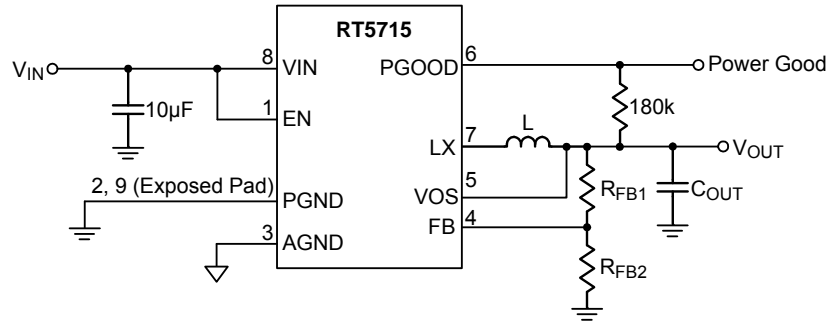 RT5715
6
8
VIN
PGOOD
Power Good
VIN
10µF
1
EN
180k
7
L
LX
VOUT
5
2, 9 (Exposed Pad)
PGND
VOS
RFB1
COUT
4
FB
3
AGND
RFB2